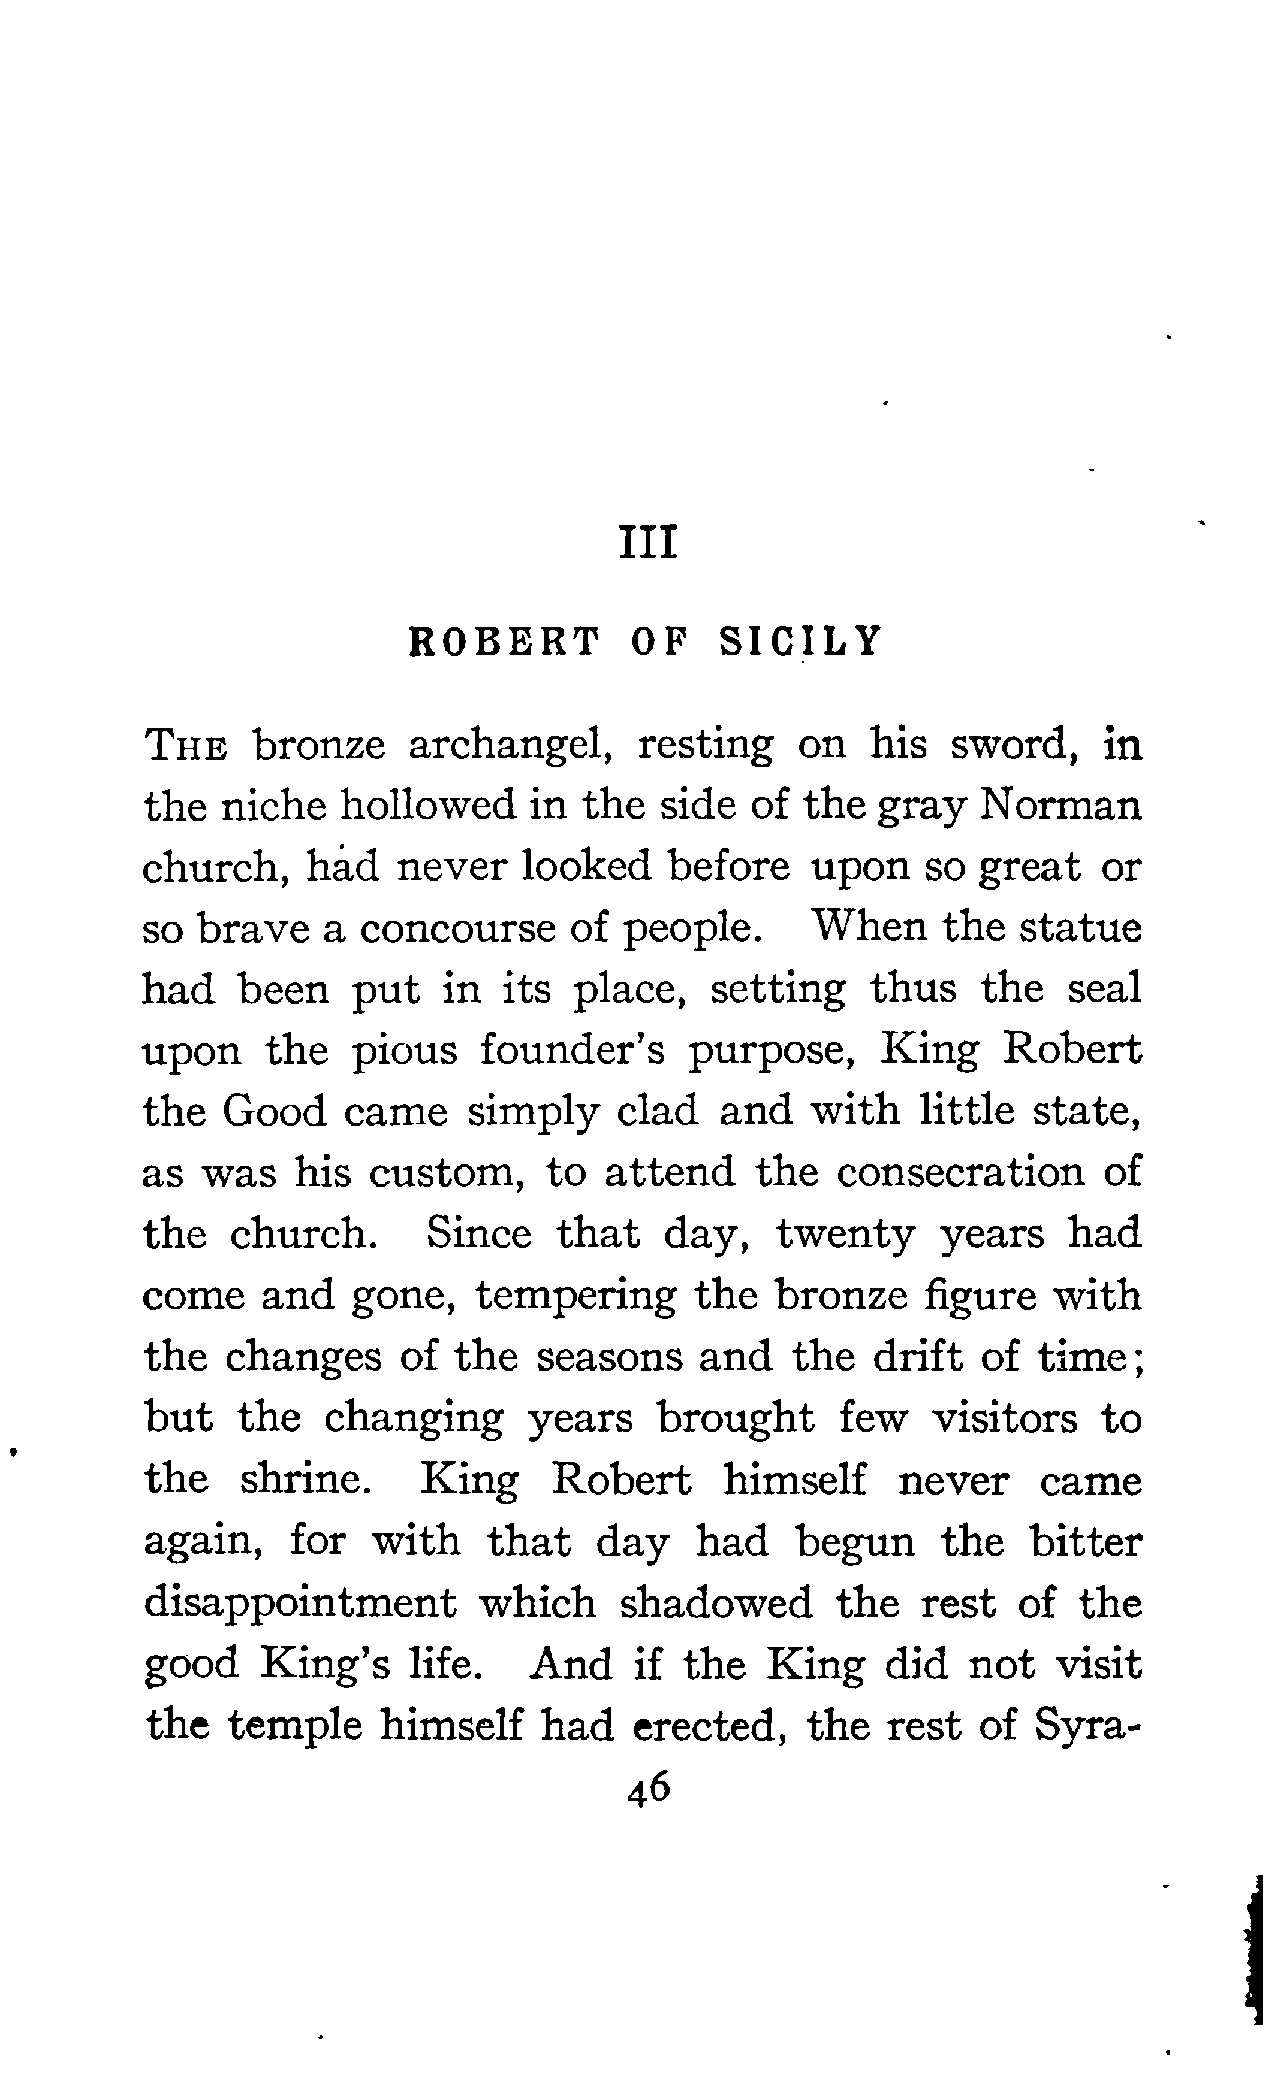 III
ROBERT OF SICILY
THE bronze archangel, resting on his sword, in
the niche hollowed in the side of the gray Norman
church, had never looked before upon so great or
so brave a concourse of people. When the statue
had been put in its place, setting thus the seal
upon the pious founder's purpose, King Robert
the Good came simply clad and with little state,
as was his custom, to attend the consecration of
the church. Since that day, twenty years had
come and gone, tempering the bronze figure with
the changes of the seasons and the drift of time;
but the changing years brought few visitors to
the shrine. King Robert himself never came
again, for with that day had begun the bitter
disappointment which shadowed the rest of the
good King's life. And if the King did not visit
the temple himself had erected, the rest of Syra-
46